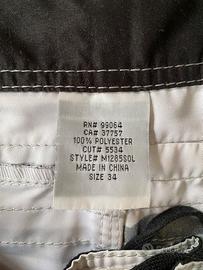 RN# 99064
CA# 37757
100% POLYESTER
CUT# 5534
STYLE# M1285SOL
MADE IN CHINA
SIZE 34